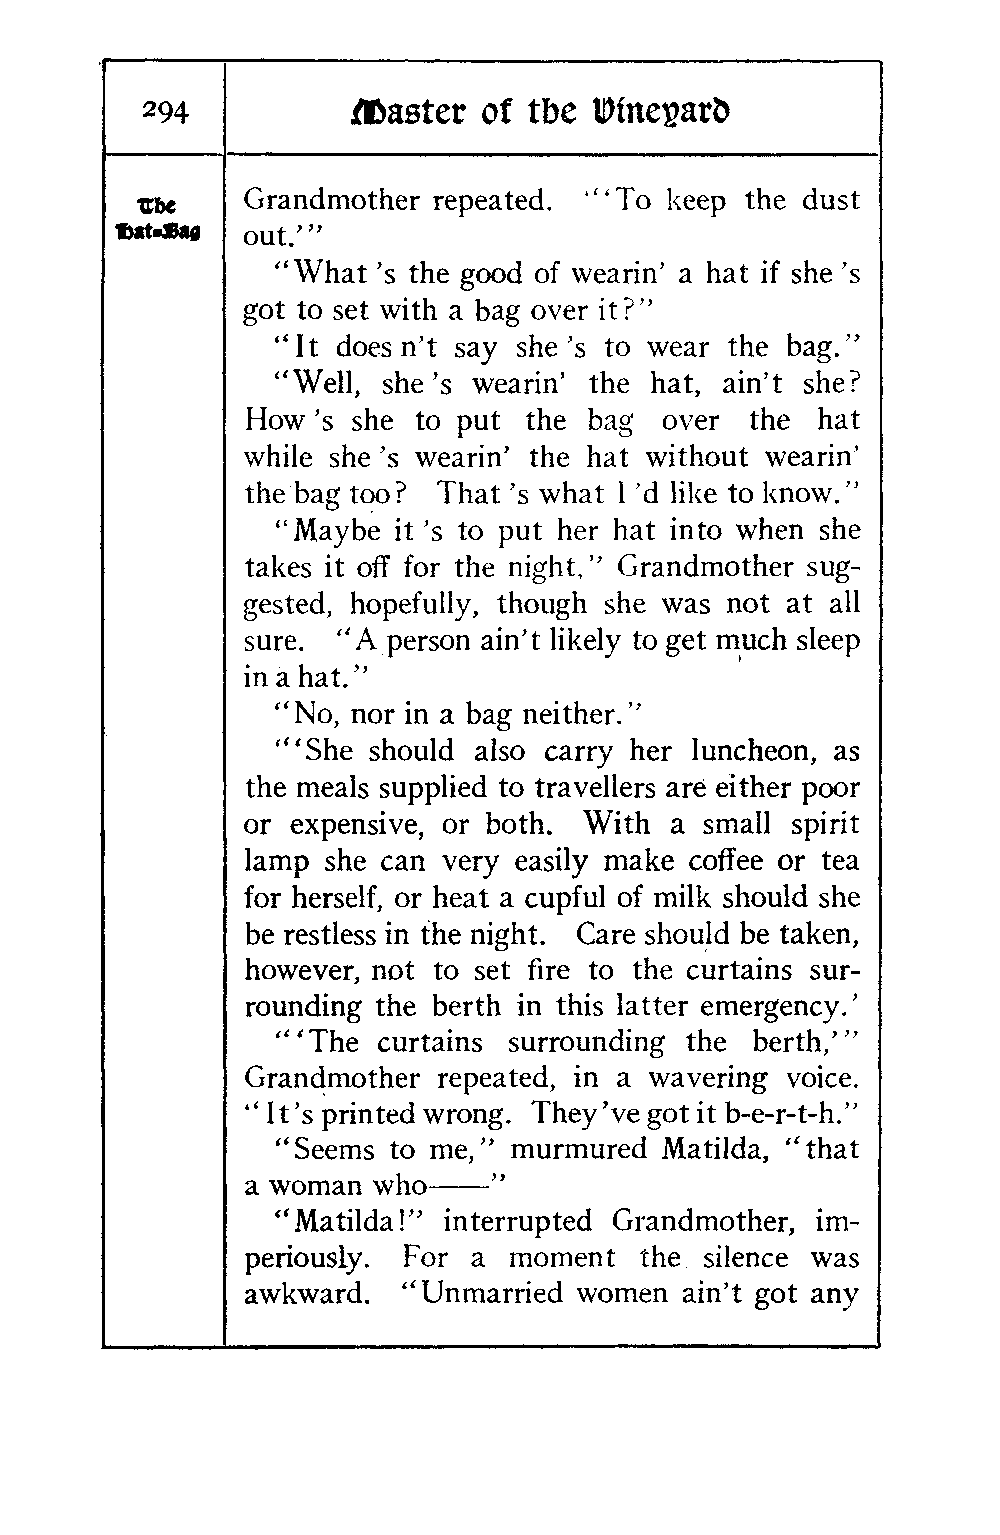 294
Master of the Vineyard
The
Hat-Bag
Grandmother repeated. "'To keep the dust
out.'"
"What 's the good of wearin' a hat if she 's
got to set with a bag over it?"
"It does n't say she 's to wear the bag."
"Well, she 's wearin' the hat, ain't she?
How 's she to put the bag over the hat
while she 's wearin' the hat without wearin'
the bag too? That 's what I 'd like to know."
"Maybe it 's to put her hat into when she
takes it off for the night," Grandmother sug-
gested, hopefully, though she was not at all
sure. "A person ain't likely to get much sleep
in a hat."
"No, nor in a bag neither."
"'She should also carry her luncheon, as
the meals supplied to travellers are either poor
or expensive, or both. With a small spirit
lamp she can very easily make coffee or tea
for herself, or heat a cupful of milk should she
be restless in the night. Care should be taken,
however, not to set fire to the curtains sur-
rounding the berth in this latter emergency.'
"'The curtains surrounding the berth,'"
Grandmother repeated, in a wavering voice.
"It 's printed wrong. They 've got it b-e-r-t-h."
"Seems to me," murmured Matilda, "that
a woman who——"
"Matilda!" interrupted Grandmother, im-
periously. For a moment the silence was
awkward. "Unmarried women ain't got any